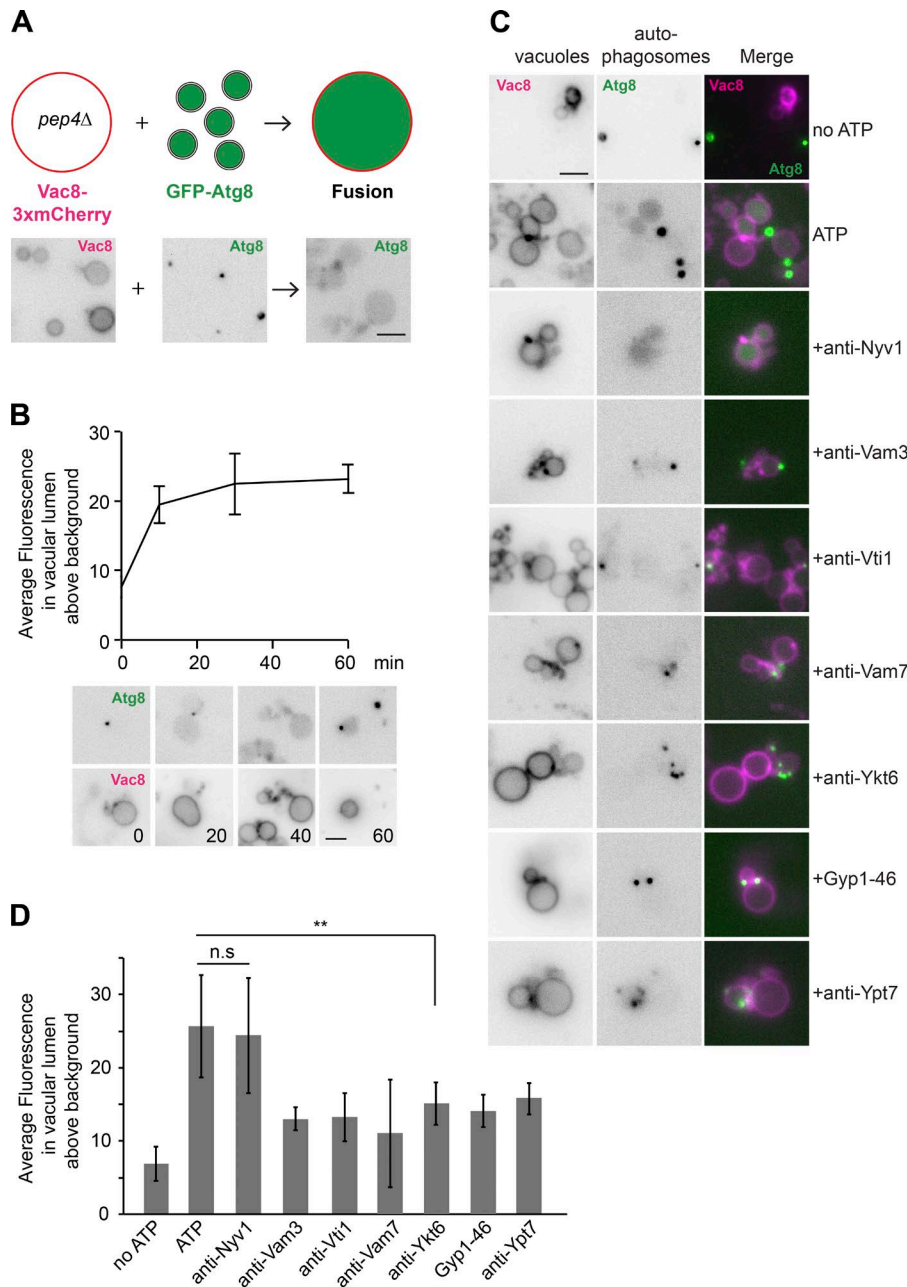 A
pep4Δ
+
Vac8-
3xmCherry
GFP-Atg8
Fusion
Vac8
+
Atg8
Atg8
B
30
20
10
0
Average Fluorescence
in vacular lumen
above background
0
20
40
60
min
Atg8
Vac8
0
20
40
60
C
vacuoles
auto-
phagosomes
Merge
Vac8
Atg8
Vac8
Atg8
no ATP
ATP
+anti-Nyv1
+anti-Vam3
+anti-Vti1
+anti-Vam7
+anti-Ykt6
+Gyp1-46
+anti-Ypt7
D
**
n.s
30
20
10
0
Average Fluorescence
in vacular lumen
above background
no ATP
ATP
anti-Nyv1
anti-Vam3
anti-Vti1
anti-Vam7
anti-Ykt6
Gyp1-46
anti-Ypt7